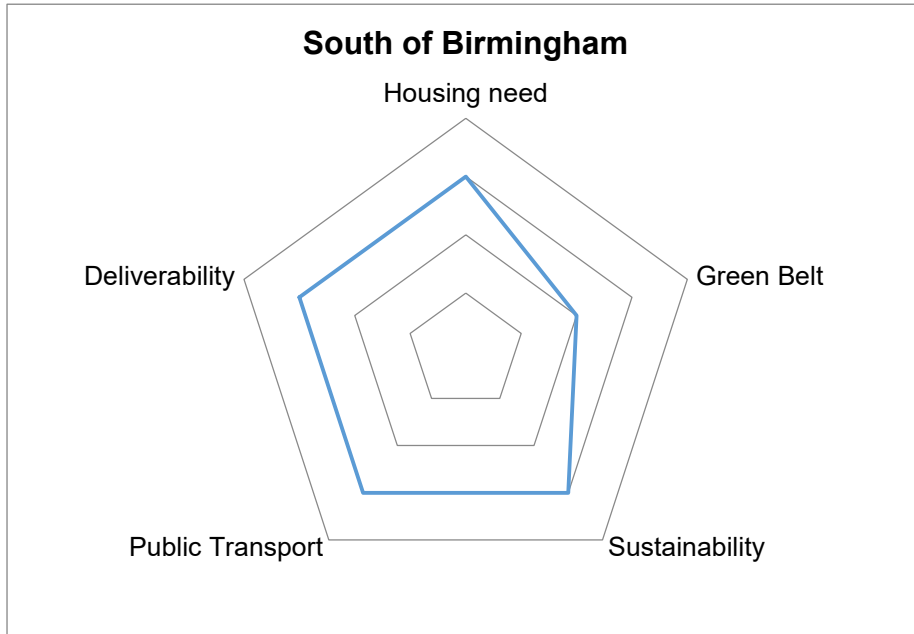 South of Birmingham
Housing need
Deliverability
Green Belt
Public Transport
Sustainability